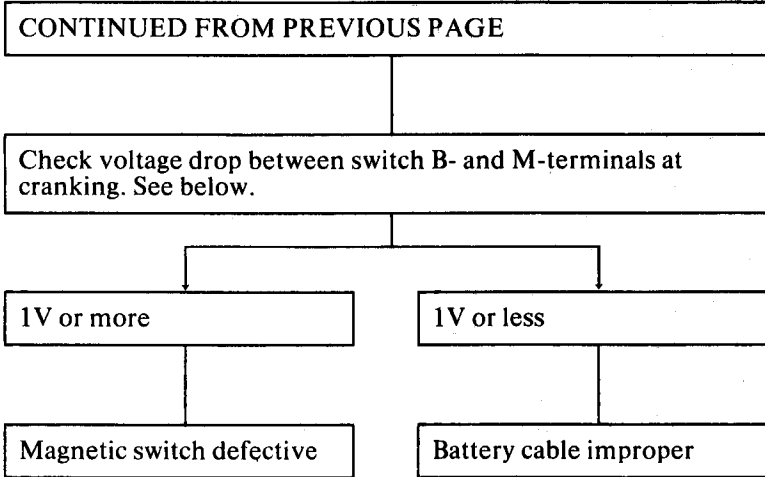 CONTINUED FROM PREVIOUS PAGE
Check voltage drop between switch B- and M-terminals at
cranking. See below.
1V or more
1V or less
Magnetic switch defective
Battery cable improper